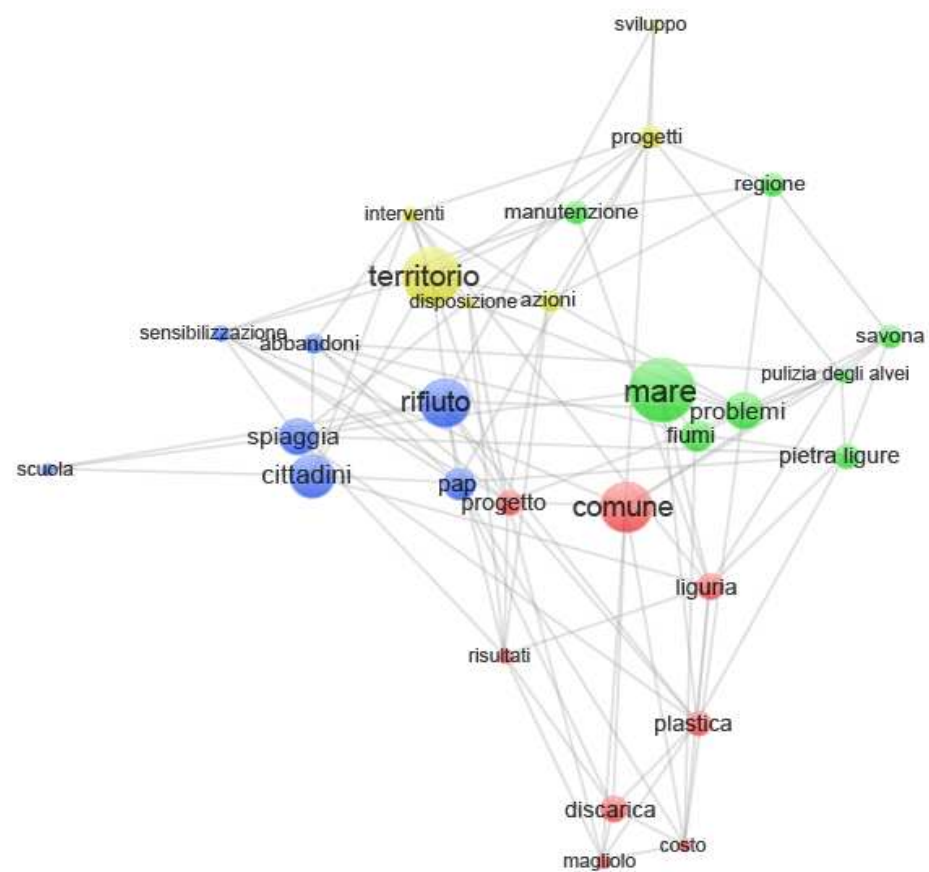 sviluppo
progetti
regione
interventi
manutenzione
territorio
disposizione
azioni
sensibilizzazione
abbandoni
savona
pulizia degli alvei
mare
rifiuto
problemi
fiumi
spiaggia
pietra ligure
scuola
cittadini
pap
progetto
comune
liguria
risultati
plastica
discarica
costo
magliolo